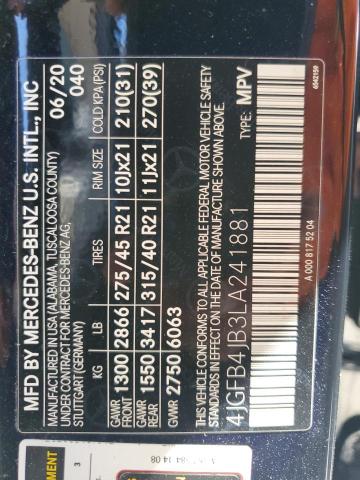 MFD BY MERCEDES-BENZ U.S. INTL., INC
MANUFACTURED IN USA (ALABAMA, TUSCALOOSA COUNTY)
UNDER CONTRACT FOR MERCEDES-BENZ AG,
STUTTGART (GERMANY)
06/20
040
KG LB TIRES RIM SIZE COLD KPA (PSI)
GAWR FRONT 1300 2866 275/45 R21 10Jx21 210(31)
GAWR REAR 1550 3417 315/40 R21 11Jx21 270(39)
GVWR 2750 6063
THIS VEHICLE CONFORMS TO ALL APPLICABLE FEDERAL MOTOR VEHICLE SAFETY
STANDARDS IN EFFECT ON THE DATE OF MANUFACTURE SHOWN ABOVE.
4JGFB4JB3LA241881 TYPE: MPV
A 000 817 52 04
6542159